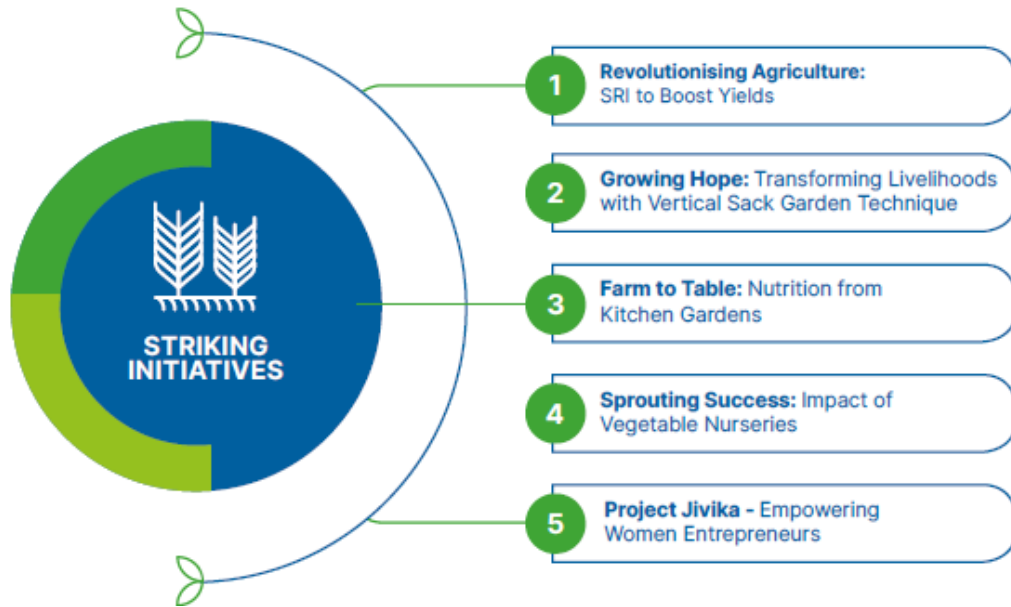 STRIKING
INITIATIVES
1
Revolutionising Agriculture:
SRI to Boost Yields
2
Growing Hope: Transforming Livelihoods
with Vertical Sack Garden Technique
3
Farm to Table: Nutrition from
Kitchen Gardens
4
Sprouting Success: Impact of
Vegetable Nurseries
5
Project Jivika - Empowering
Women Entrepreneurs